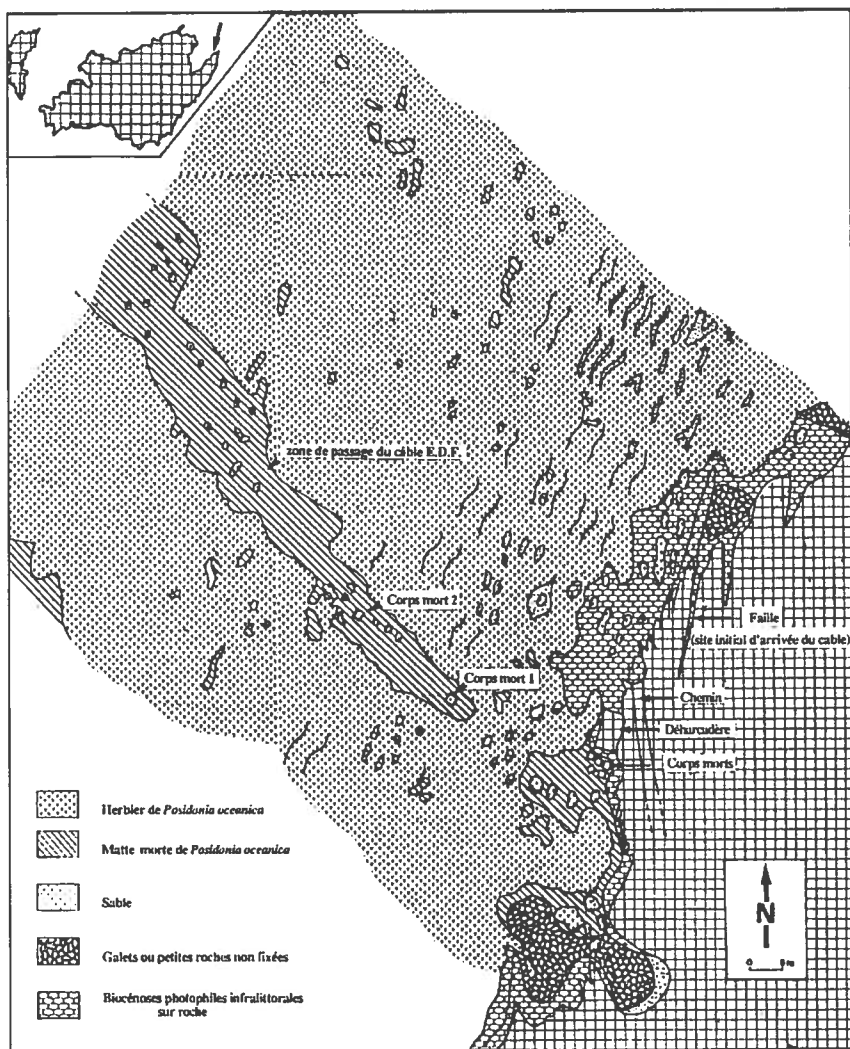 zone de passage du câble E.D.F.
Corps mort 2
Corps mort 1
Faille
(site initial d'arrivée du cable)
Chemin
Corps morts
Herbier de Posidonia oceanica
Matte morte de Posidonia oceanica
Sable
Galets ou petites roches non fixées
Biocénoses photophiles infralittorales
sur roche
N
0